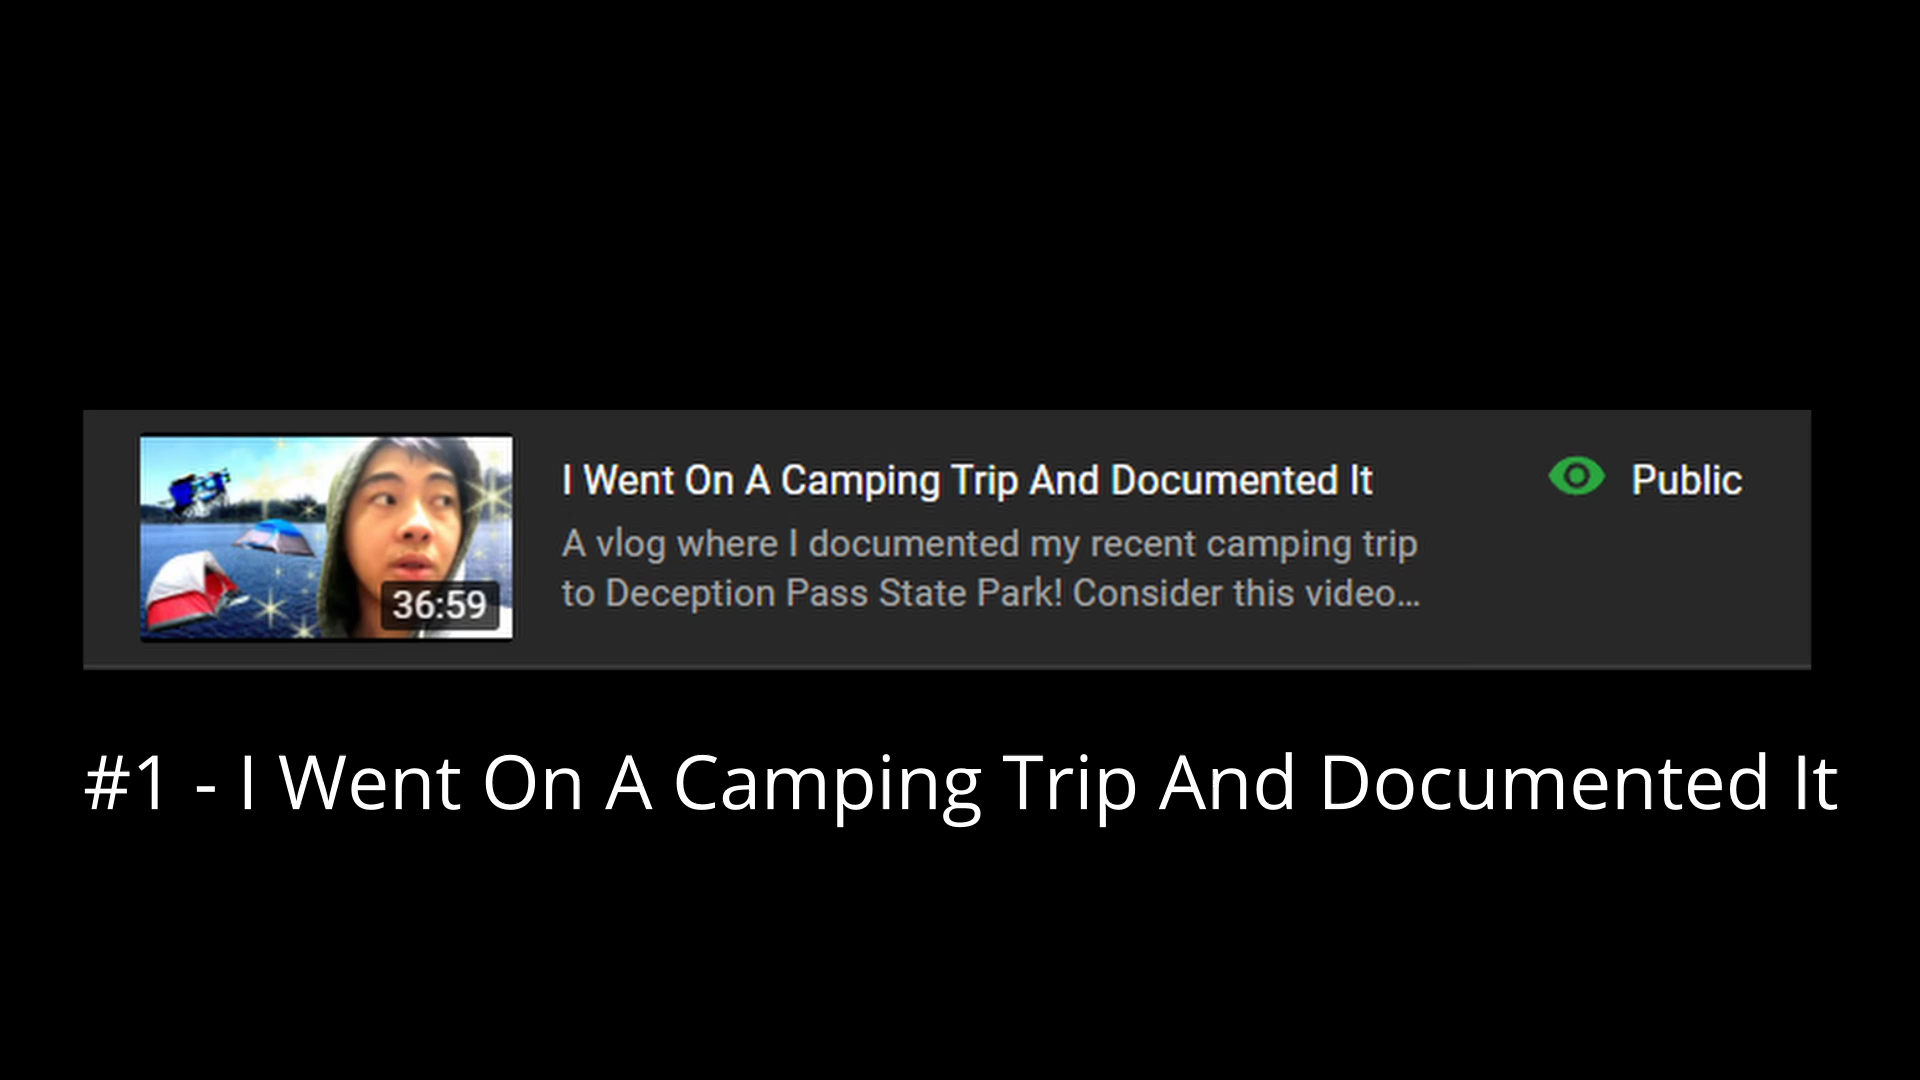 I Went On A Camping Trip And Documented It
Public
A vlog where I documented my recent camping trip
to Deception Pass State Park! Consider this video...
36:59
#1 - I Went On A Camping Trip And Documented It